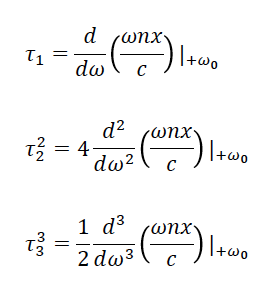 τ₁ = d/dω (ωnx/c) |₊ω₀
τ₂² = 4 d²/dω² (ωnx/c) |₊ω₀
τ₃³ = 1/2 d³/dω³ (ωnx/c) |₊ω₀